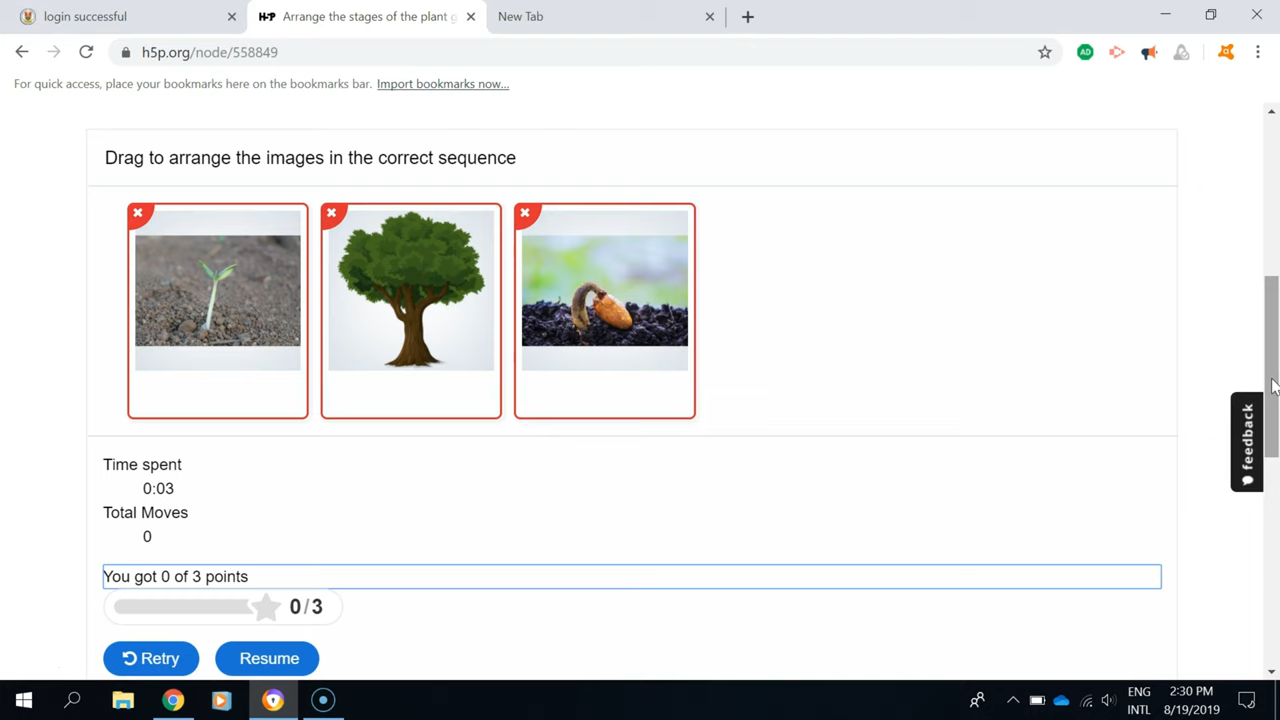 login successful
H-P Arrange the stages of the plant g
New Tab
h5p.org/node/558849
AD
For quick access, place your bookmarks here on the bookmarks bar. Import bookmarks now...
Drag to arrange the images in the correct sequence
Time spent
0:03
Total Moves
0
You got 0 of 3 points
0/3
Retry
Resume
feedback
ENG
INTL
2:30 PM
8/19/2019